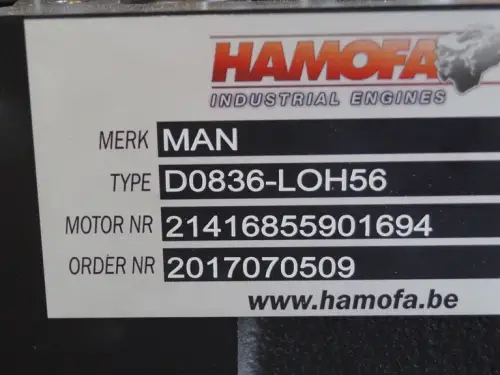 HAMOFA
INDUSTRIAL ENGINES
MERK MAN
TYPE D0836-LOH56
MOTOR NR 21416855901694
ORDER NR 2017070509
www.hamofa.be